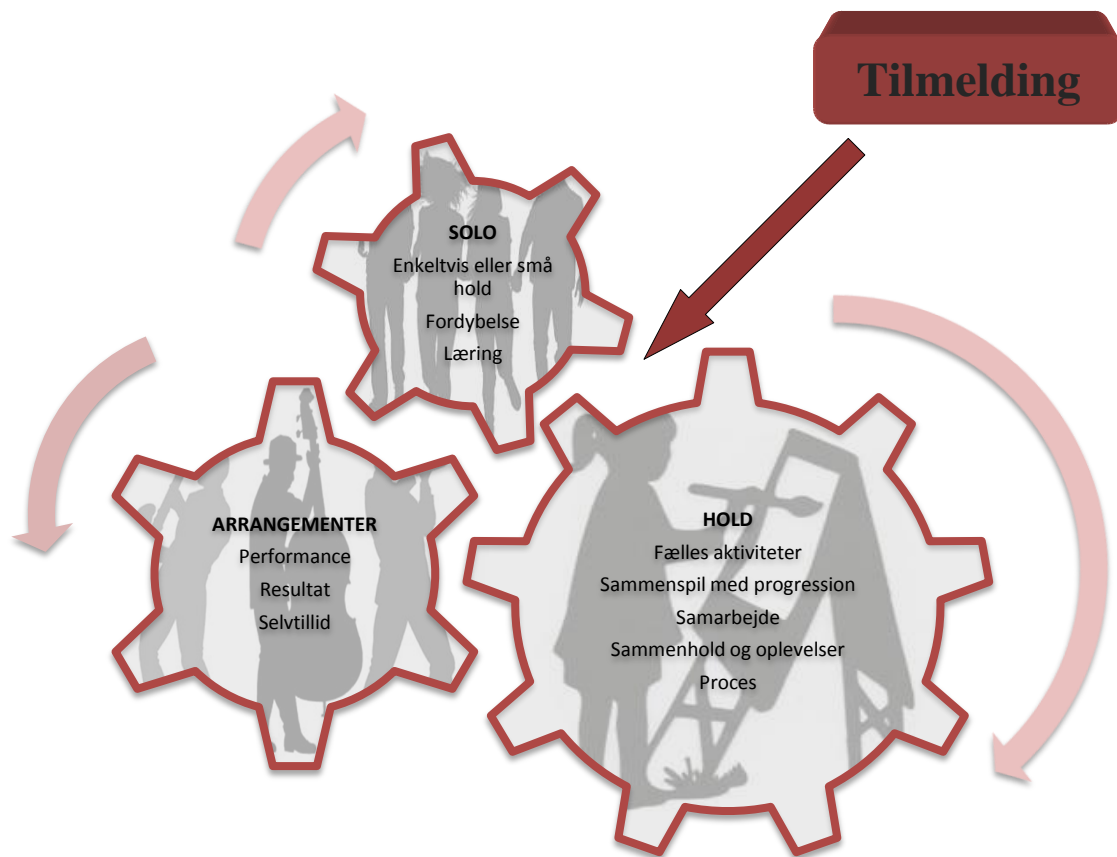 Tilmelding
SOLO
Enkeltvis eller små
hold
Fordybelse
Læring
ARRANGEMENTER
Performance
Resultat
Selvtillid
HOLD
Fælles aktiviteter
Sammenspil med progression
Samarbejde
Sammenhold og oplevelser
Proces